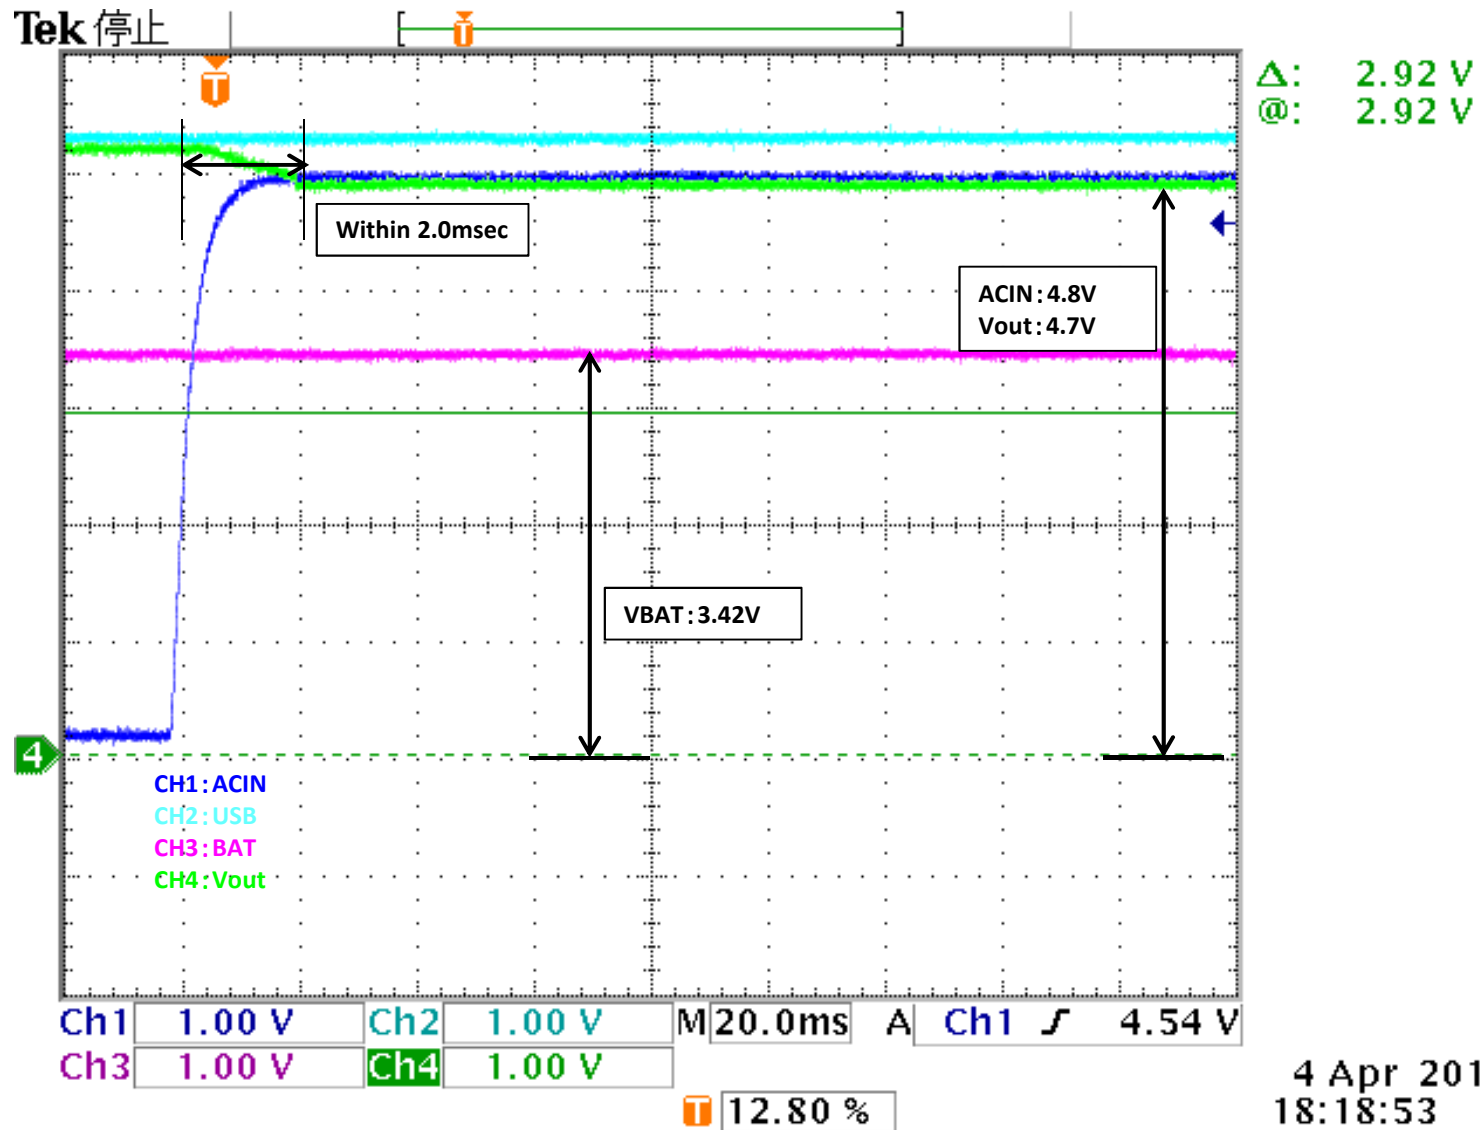 Tek 停止
T
T
Δ: 2.92 V
@: 2.92 V
Within 2.0msec
ACIN:4.8V
Vout:4.7V
VBAT:3.42V
4
CH1:ACIN
CH2:USB
CH3:BAT
CH4:Vout
Ch1 1.00 V Ch2 1.00 V M 20.0ms A Ch1 ʃ 4.54 V
Ch3 1.00 V Ch4 1.00 V
4 Apr 201
T 12.80 %
18:18:53